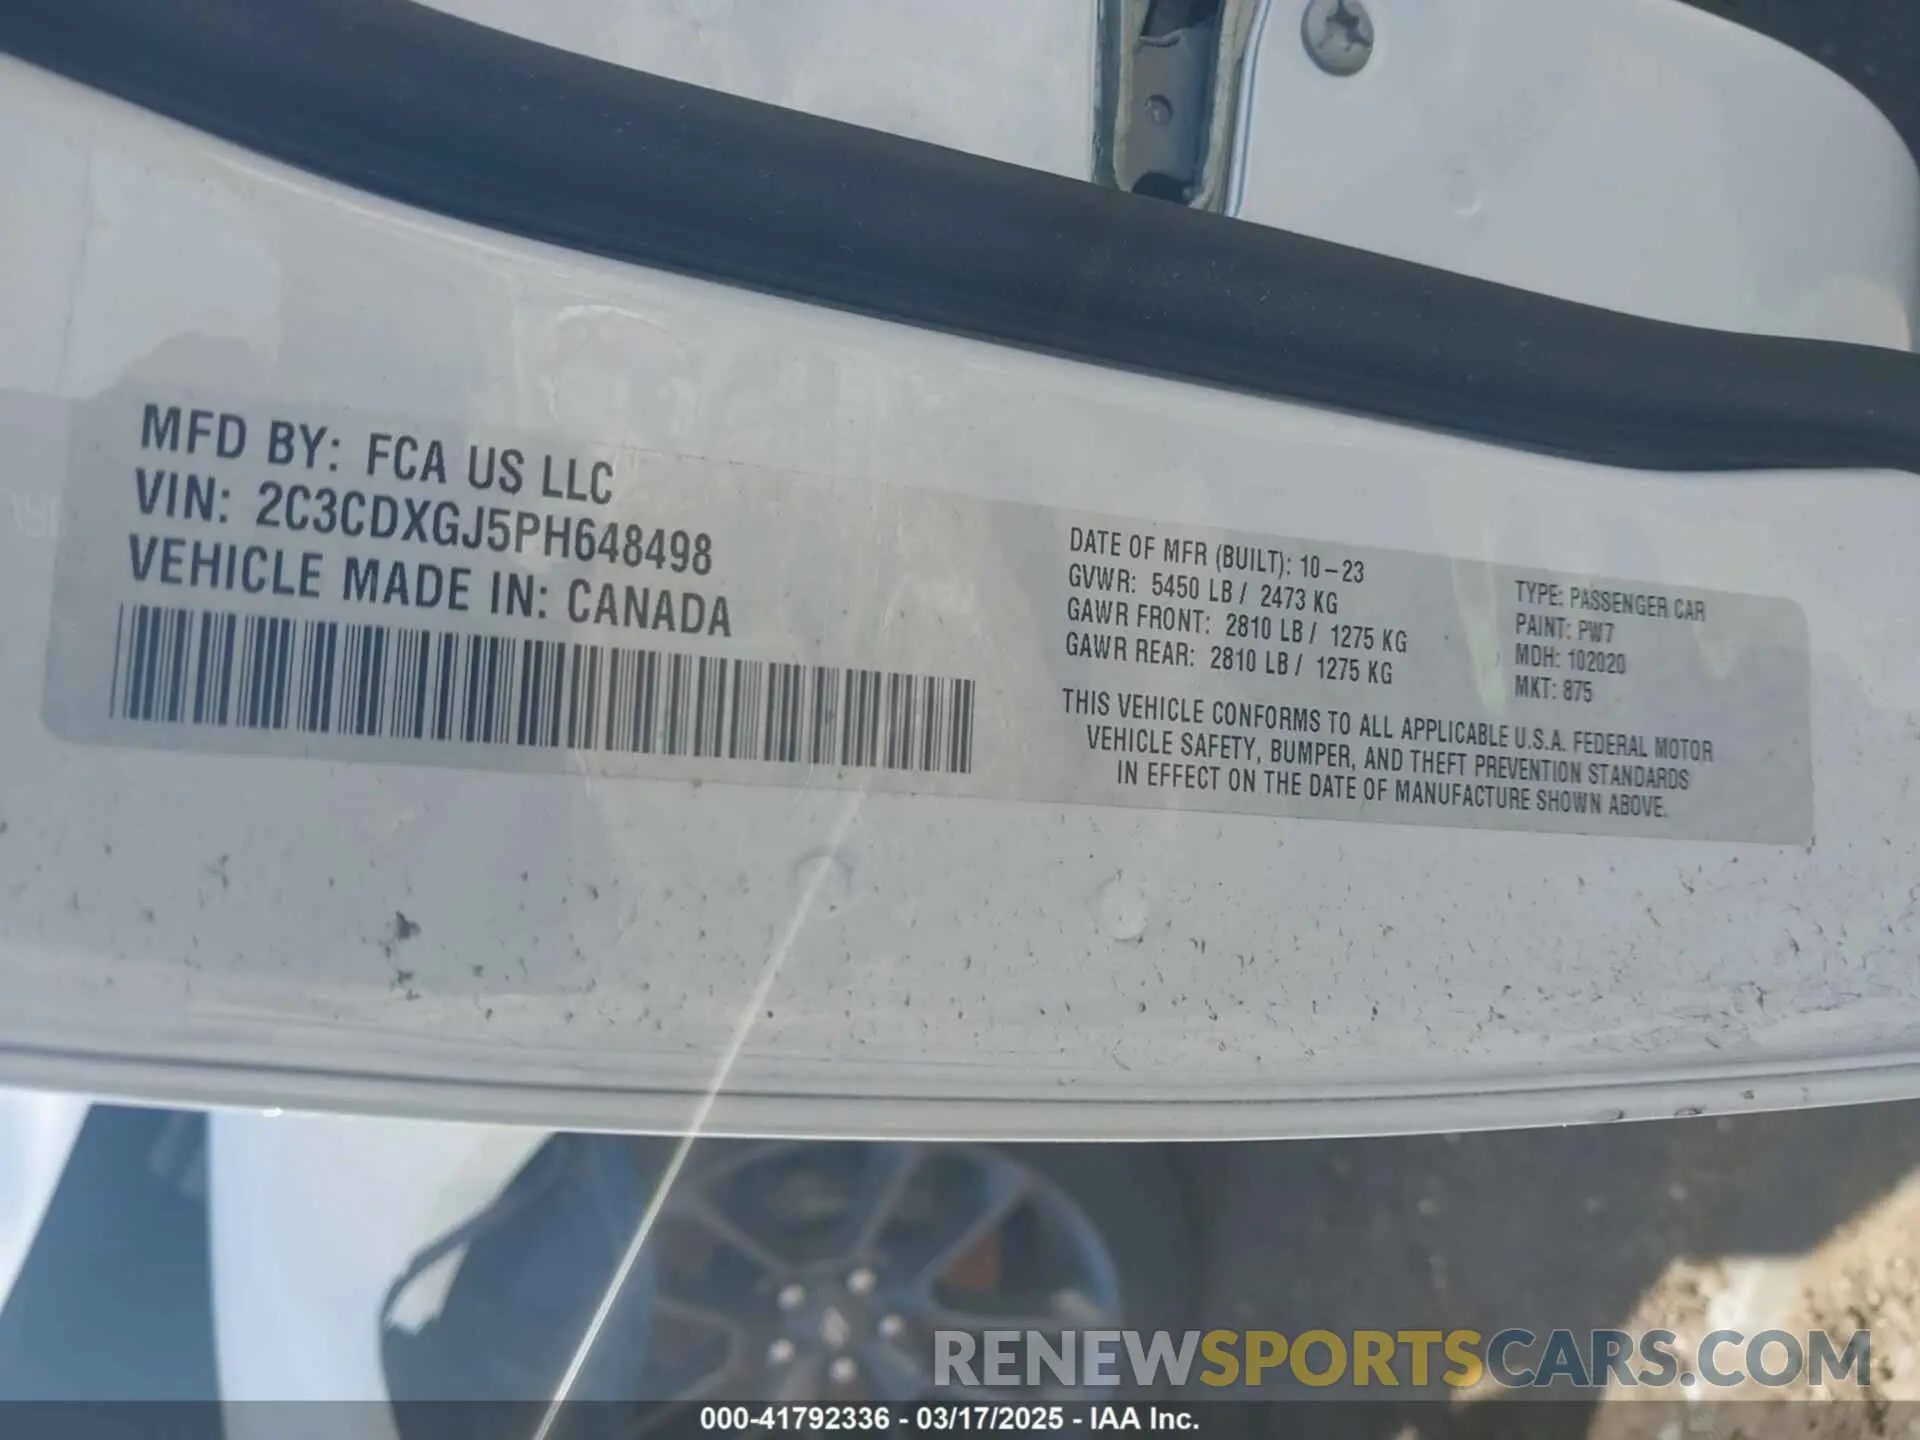 MFD BY: FCA US LLC
VIN: 2C3CDXGJ5PH648498
VEHICLE MADE IN: CANADA
DATE OF MFR (BUILT): 10-23
GVWR: 5450 LB / 2473 KG
GAWR FRONT: 2810 LB / 1275 KG
GAWR REAR: 2810 LB / 1275 KG
TYPE: PASSENGER CAR
PAINT: PW7
MDH: 102020
MKT: 875
THIS VEHICLE CONFORMS TO ALL APPLICABLE U.S.A. FEDERAL MOTOR
VEHICLE SAFETY, BUMPER, AND THEFT PREVENTION STANDARDS
IN EFFECT ON THE DATE OF MANUFACTURE SHOWN ABOVE.
RENEWSPORTSCARS.COM
000-41792336 - 03/17/2025 - IAA Inc.